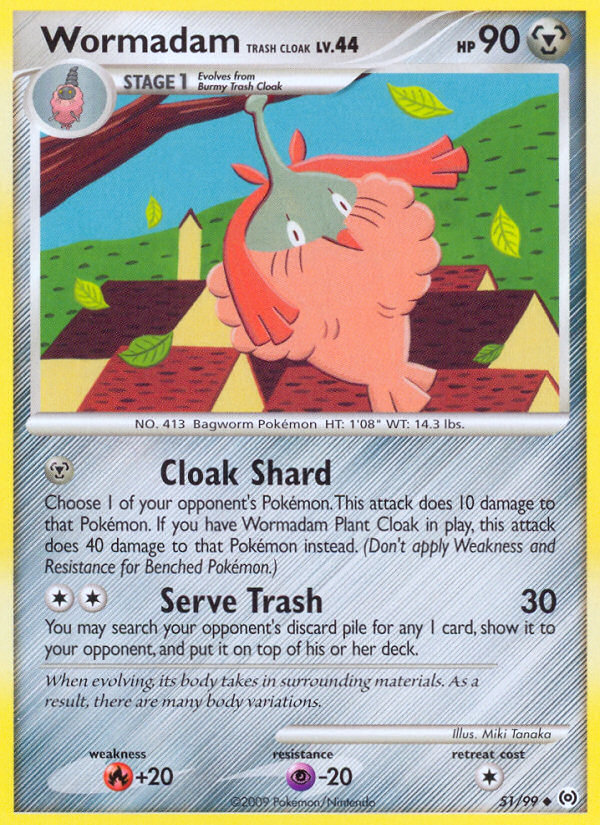 Wormadam TRASH CLOAK LV.44 HP 90
STAGE 1 Evolves from
Burmy Trash Cloak
NO. 413 Bagworm Pokémon HT: 1'08" WT: 14.3 lbs.
Cloak Shard
Choose 1 of your opponent's Pokémon. This attack does 10 damage to
that Pokémon. If you have Wormadam Plant Cloak in play, this attack
does 40 damage to that Pokémon instead. (Don't apply Weakness and
Resistance for Benched Pokémon.)
Serve Trash 30
You may search your opponent's discard pile for any 1 card, show it to
your opponent, and put it on top of his or her deck.
When evolving, its body takes in surrounding materials. As a
result, there are many body variations.
Illus. Miki Tanaka
weakness resistance retreat cost
+20 -20
©2009 Pokémon/Nintendo 51/99